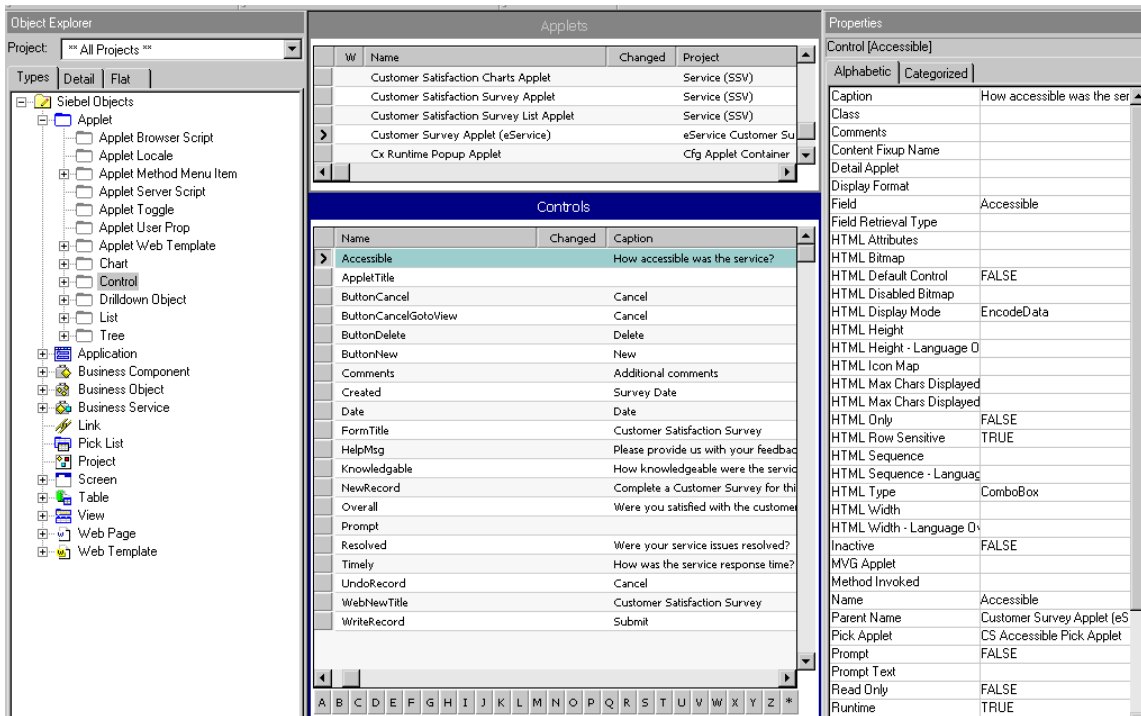 Object Explorer
Project: ** All Projects **
Types Detail Flat
Siebel Objects
Applet
Applet Browser Script
Applet Locale
Applet Method Menu Item
Applet Server Script
Applet Toggle
Applet User Prop
Applet Web Template
Chart
Control
Drilldown Object
List
Tree
Application
Business Component
Business Object
Business Service
Link
Pick List
Project
Screen
Table
View
Web Page
Web Template
Applets
W Name Changed Project
Customer Satisfaction Charts Applet Service (SSV)
Customer Satisfaction Survey Applet Service (SSV)
Customer Satisfaction Survey List Applet Service (SSV)
Customer Survey Applet (eService) eService Customer Su
Cx Runtime Popup Applet Cfg Applet Container
Controls
Name Changed Caption
Accessible How accessible was the service?
AppletTitle
ButtonCancel Cancel
ButtonCancelGotoView Cancel
ButtonDelete Delete
ButtonNew New
Comments Additional comments
Created Survey Date
Date Date
FormTitle Customer Satisfaction Survey
HelpMsg Please provide us with your feedbac
Knowledgable How knowledgeable were the servic
NewRecord Complete a Customer Survey for thi
Overall Were you satisfied with the customer
Prompt
Resolved Were your service issues resolved?
Timely How was the service response time?
UndoRecord Cancel
WebNewTitle Customer Satisfaction Survey
WriteRecord Submit
A B C D E F G H I J K L M N O P Q R S T U V W X Y Z *
Properties
Control [Accessible]
Alphabetic Categorized
Caption How accessible was the ser
Class
Comments
Content Fixup Name
Detail Applet
Display Format
Field Accessible
Field Retrieval Type
HTML Attributes
HTML Bitmap
HTML Default Control FALSE
HTML Disabled Bitmap
HTML Display Mode EncodeData
HTML Height
HTML Height - Language O
HTML Icon Map
HTML Max Chars Displayed
HTML Max Chars Displayed
HTML Only FALSE
HTML Row Sensitive TRUE
HTML Sequence
HTML Sequence - Languag
HTML Type ComboBox
HTML Width
HTML Width - Language Ov
Inactive FALSE
MVG Applet
Method Invoked
Name Accessible
Parent Name Customer Survey Applet (eS
Pick Applet CS Accessible Pick Applet
Prompt FALSE
Prompt Text
Read Only FALSE
Runtime TRUE